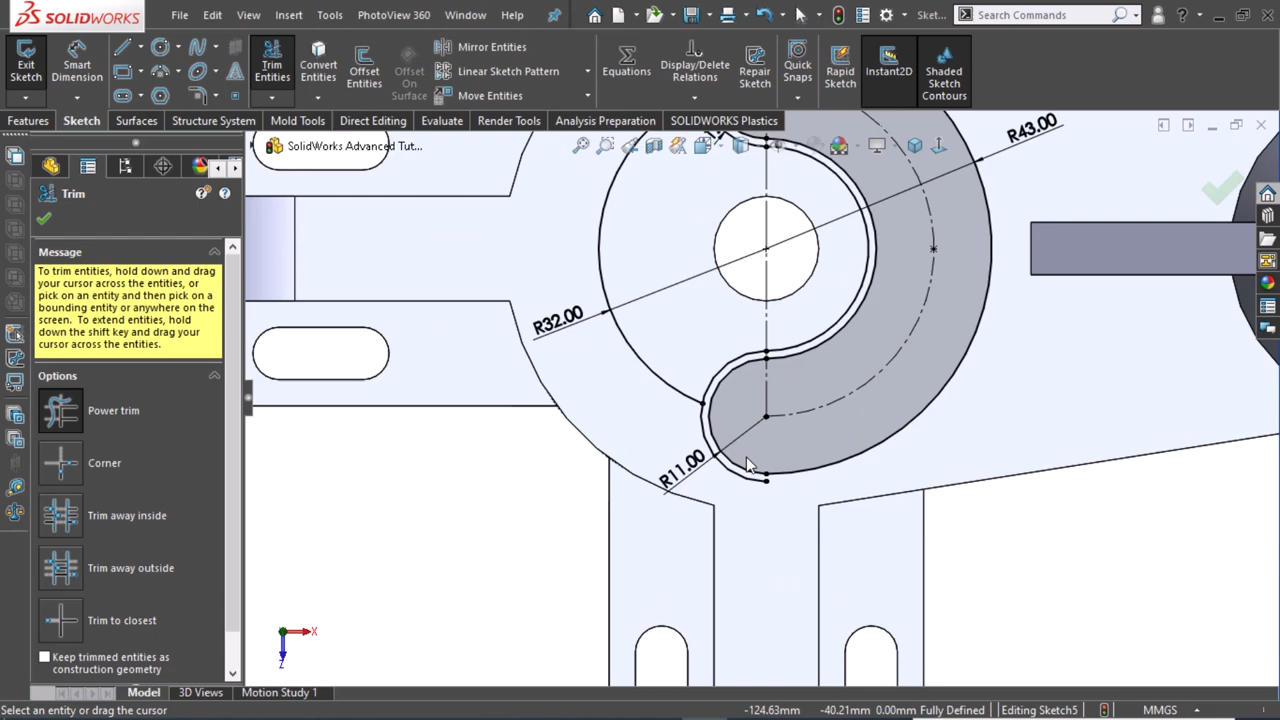 SOLIDWORKS
File Edit View Insert Tools PhotoView 360 Window Help
Sket... Search Commands
Exit Sketch
Smart Dimension
Trim Entities
Convert Entities
Offset Entities
Offset On Surface
Mirror Entities
Linear Sketch Pattern
Move Entities
Equations
Display/Delete Relations
Repair Sketch
Quick Snaps
Rapid Sketch
Instant2D
Shaded Sketch Contours
Features Sketch Surfaces Structure System Mold Tools Direct Editing Evaluate Render Tools Analysis Preparation SOLIDWORKS Plastics
SolidWorks Advanced Tut...
Trim
Message
To trim entities, hold down and drag
your cursor across the entities, or
pick on an entity and then pick on a
bounding entity or anywhere on the
screen. To extend entities, hold
down the shift key and drag your
cursor across the entities.
Options
Power trim
Corner
Trim away inside
Trim away outside
Trim to closest
Keep trimmed entities as
construction geometry
R43.00
R32.00
R11.00
X
Z
Model 3D Views Motion Study 1
Select an entity or drag the cursor
-124.63mm -40.21mm 0.00mm Fully Defined Editing Sketch5 MMGS